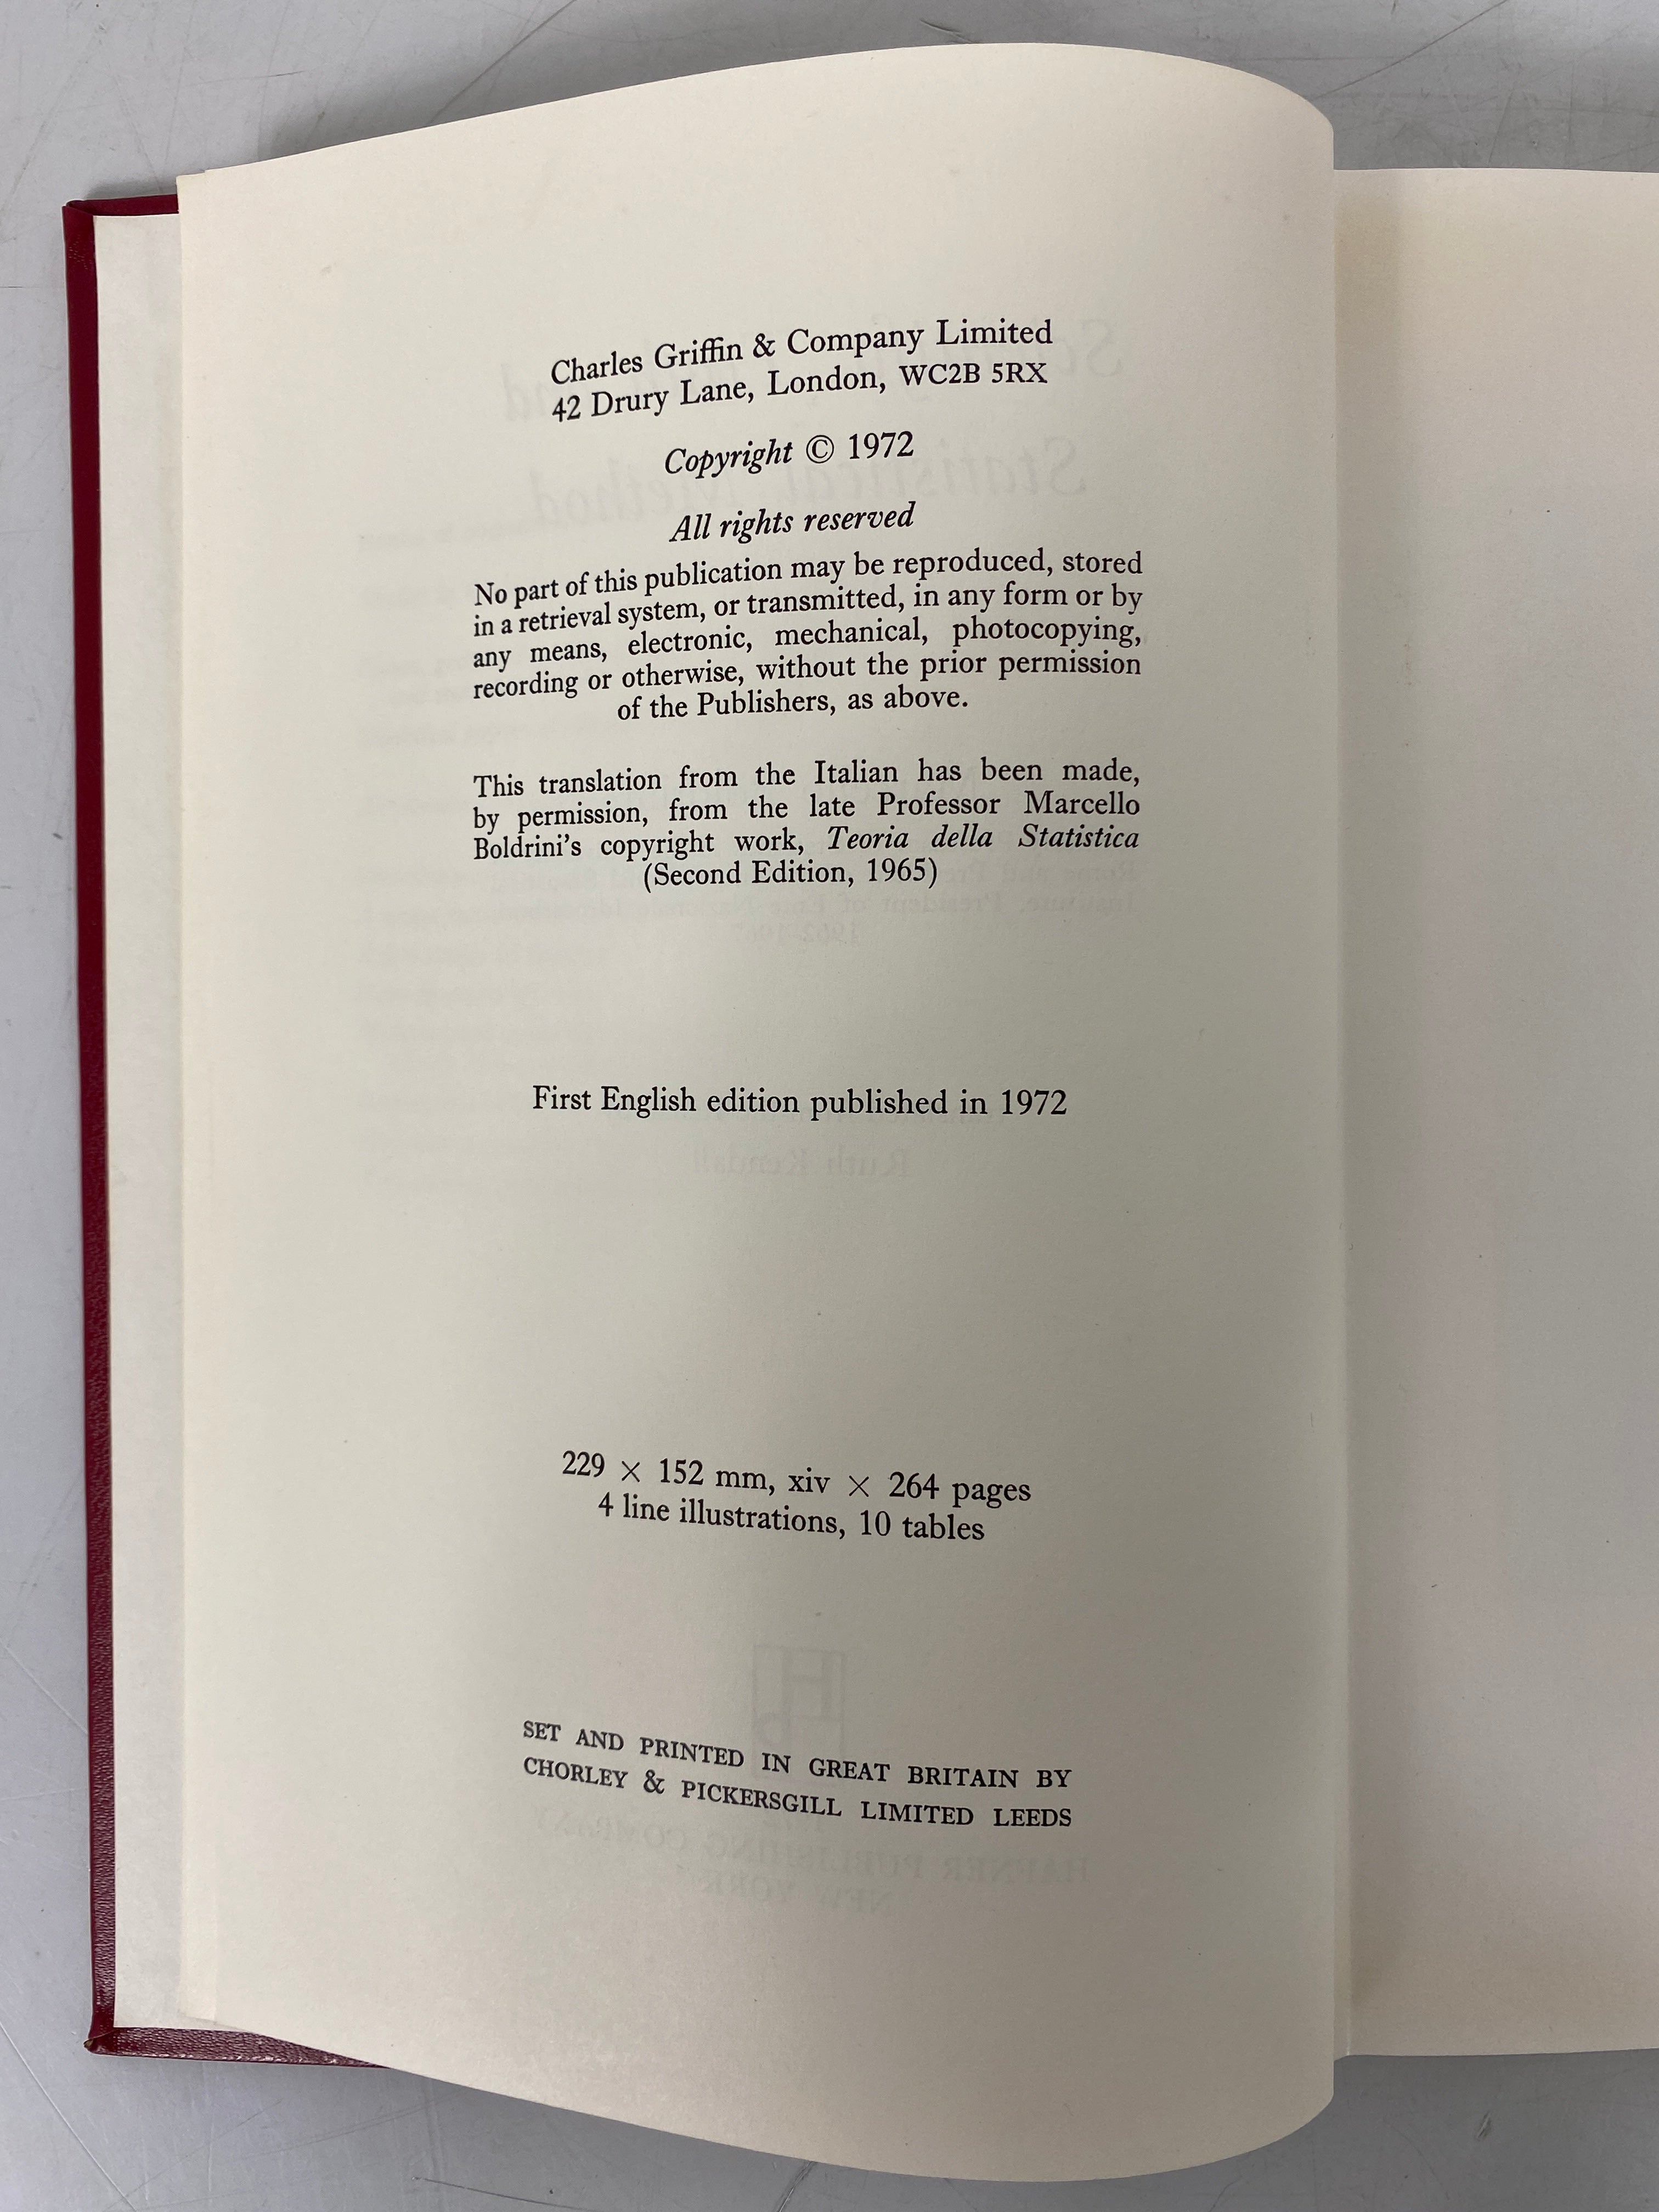 Charles Griffin & Company Limited
42 Drury Lane, London, WC2B 5RX
Copyright © 1972
All rights reserved
No part of this publication may be reproduced, stored
in a retrieval system, or transmitted, in any form or by
any means, electronic, mechanical, photocopying,
recording or otherwise, without the prior permission
of the Publishers, as above.
This translation from the Italian has been made,
by permission, from the late Professor Marcello
Boldrini's copyright work, Teoria della Statistica
(Second Edition, 1965)
First English edition published in 1972
229 × 152 mm, xiv × 264 pages
4 line illustrations, 10 tables
SET AND PRINTED IN GREAT BRITAIN BY
CHORLEY & PICKERSGILL LIMITED LEEDS